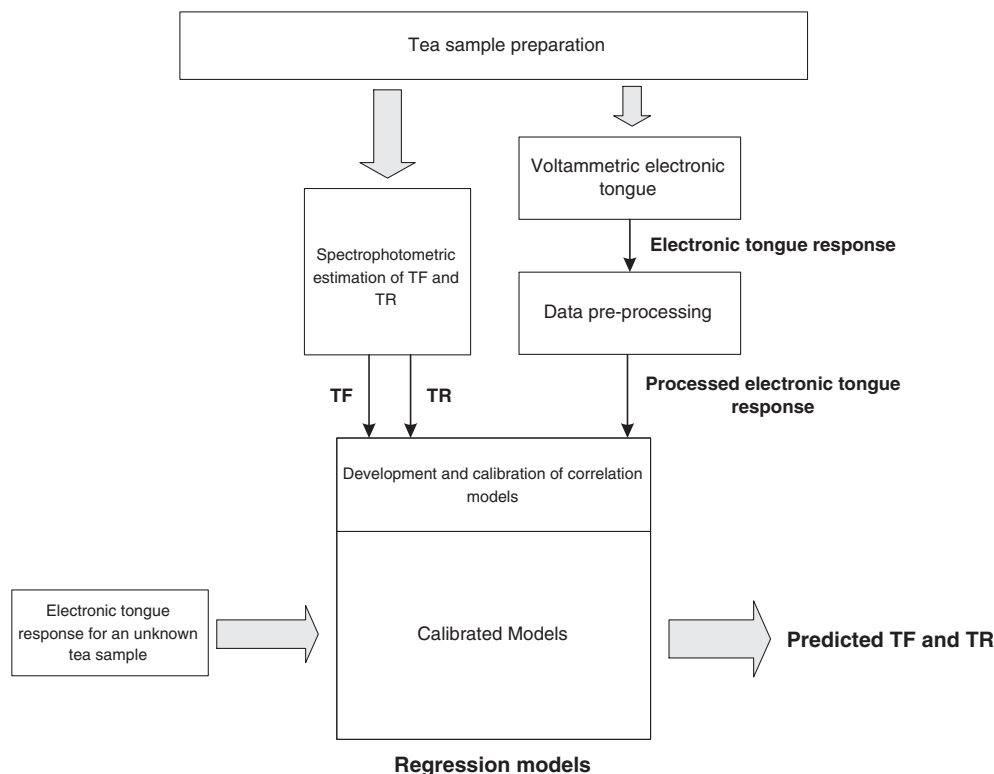 Tea sample preparation
Voltammetric electronic
tongue
Electronic tongue response
Spectrophotometric
estimation of TF and
TR
Data pre-processing
TF
TR
Processed electronic tongue
response
Development and calibration of correlation
models
Electronic tongue
response for an unknown
tea sample
Calibrated Models
Predicted TF and TR
Regression models